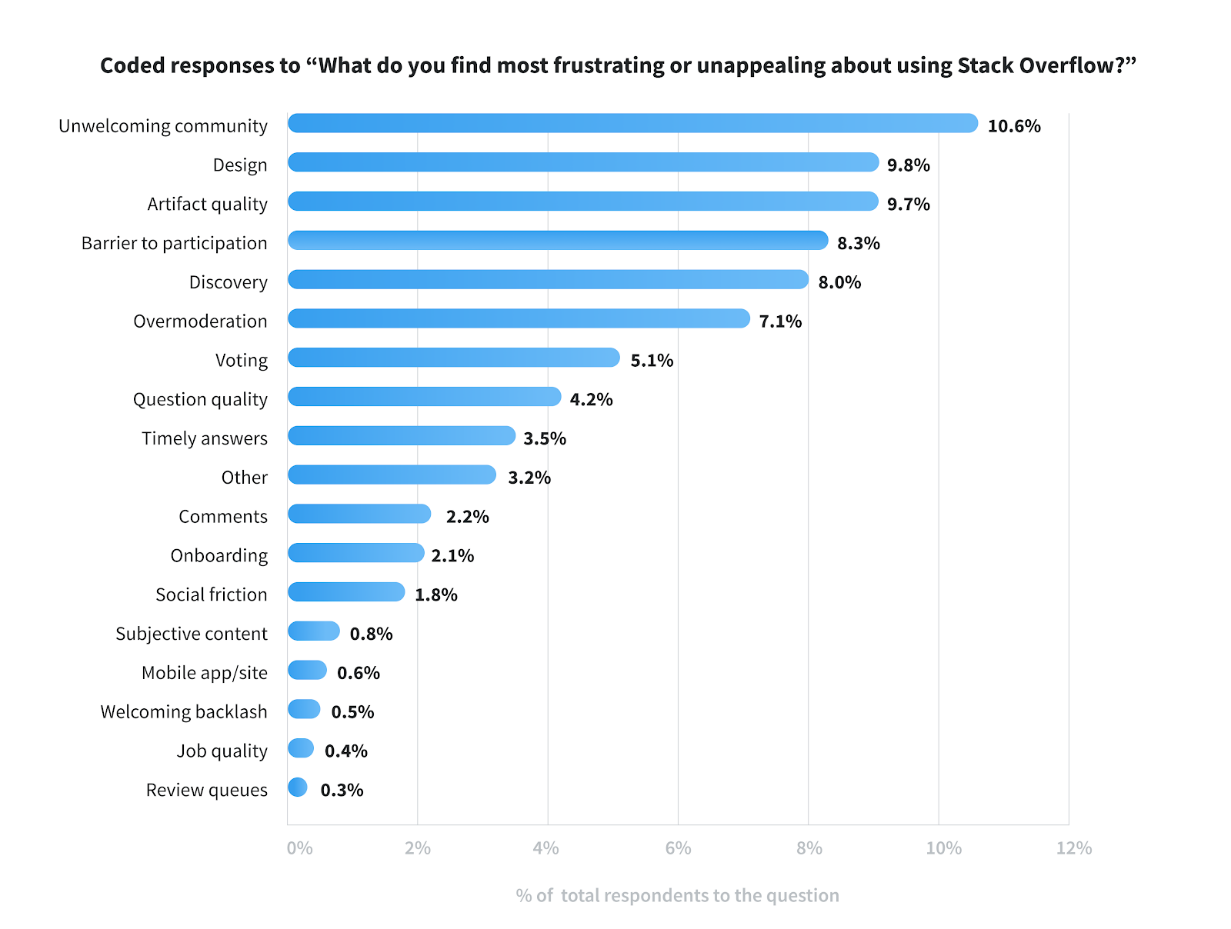 Coded responses to “What do you find most frustrating or unappealing about using Stack Overflow?”
Unwelcoming community 10.6%
Design 9.8%
Artifact quality 9.7%
Barrier to participation 8.3%
Discovery 8.0%
Overmoderation 7.1%
Voting 5.1%
Question quality 4.2%
Timely answers 3.5%
Other 3.2%
Comments 2.2%
Onboarding 2.1%
Social friction 1.8%
Subjective content 0.8%
Mobile app/site 0.6%
Welcoming backlash 0.5%
Job quality 0.4%
Review queues 0.3%
0% 2% 4% 6% 8% 10% 12%
% of total respondents to the question